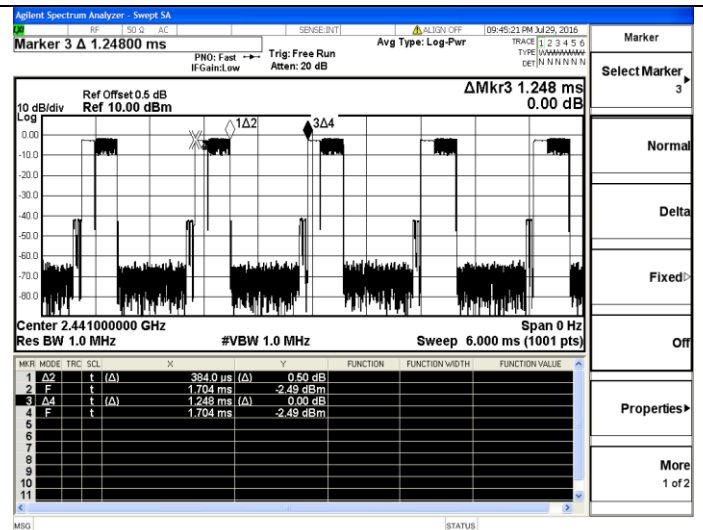 Agilent Spectrum Analyzer - Swept SA
LXI RF 50 Ω AC SENSE:INT ALIGN OFF 09:45:21 PM Jul 29, 2016
Marker 3 Δ 1.24800 ms
PNO: Fast
IFGain:Low
Trig: Free Run
Atten: 20 dB
Avg Type: Log-Pwr
TRACE 1 2 3 4 5 6
TYPE WWWWWW
DET N N N N N N
ΔMkr3 1.248 ms
0.00 dB
Ref Offset 0.5 dB
10 dB/div Ref 10.00 dBm
Log
1Δ2
3Δ4
0.00
-10.0
-20.0
-30.0
-40.0
-50.0
-60.0
-70.0
-80.0
Center 2.441000000 GHz Span 0 Hz
Res BW 1.0 MHz #VBW 1.0 MHz Sweep 6.000 ms (1001 pts)
MKR MODE TRC SCL X Y FUNCTION FUNCTION WIDTH FUNCTION VALUE
1 Δ2 t (Δ) 384.0 µs (Δ) 0.50 dB
2 F t 1.704 ms -2.49 dBm
3 Δ4 t (Δ) 1.248 ms (Δ) 0.00 dB
4 F t 1.704 ms -2.49 dBm
5
6
7
8
9
10
11
MSG STATUS
Marker
Select Marker
3
Normal
Delta
Fixed
Off
Properties
More
1 of 2